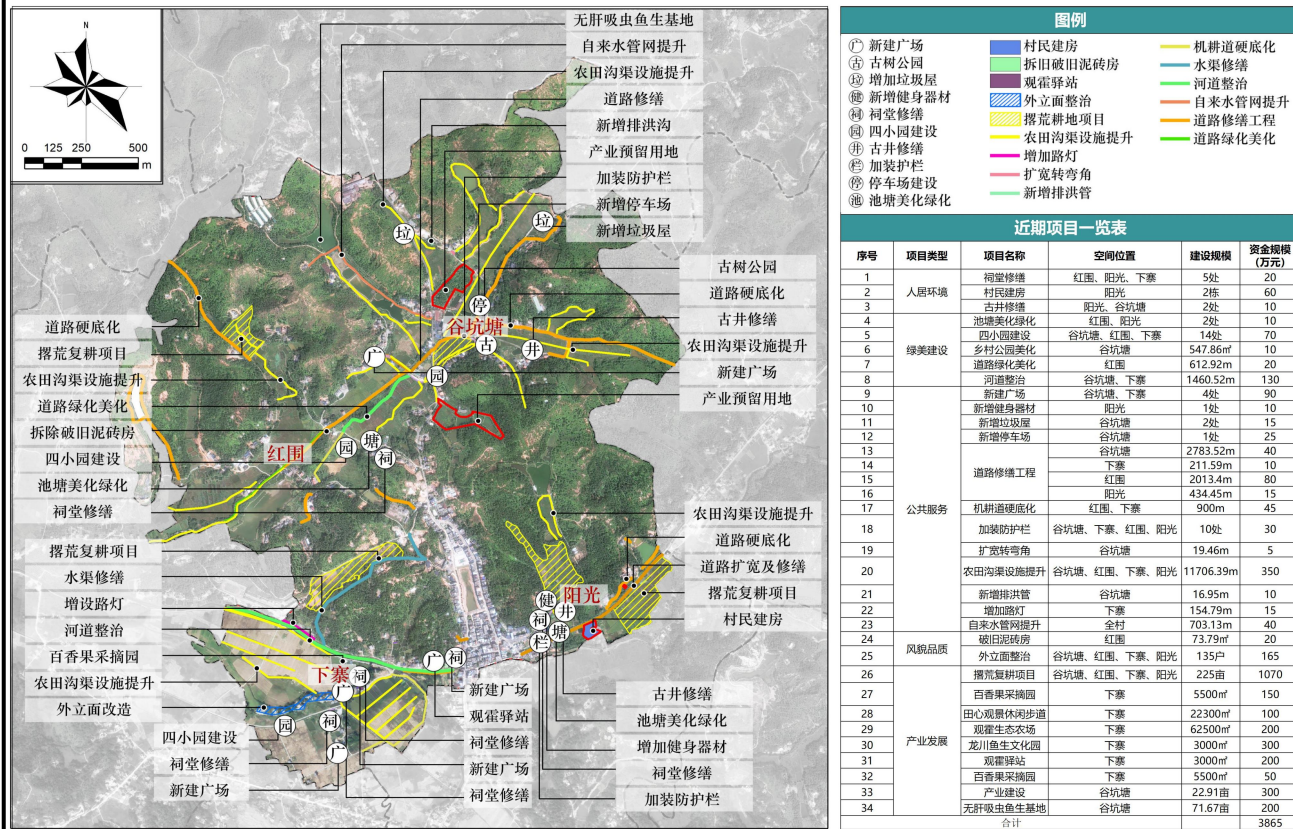 N
0 125 250 500
m
无肝吸虫鱼生基地
自来水管网提升
农田沟渠设施提升
道路修缮
新增排洪沟
产业预留用地
加装防护栏
新增停车场
新增垃圾屋
古树公园
道路硬底化
古井修缮
农田沟渠设施提升
新建广场
产业预留用地
道路硬底化
撂荒复耕项目
农田沟渠设施提升
道路绿化美化
拆除破旧泥砖房
四小园建设
池塘美化绿化
祠堂修缮
垃
垃
停
谷坑塘
古
井
广
园
红围
园
塘
祠
农田沟渠设施提升
道路硬底化
道路扩宽及修缮
撂荒复耕项目
村民建房
撂荒复耕项目
水渠修缮
增设路灯
河道整治
百香果采摘园
农田沟渠设施提升
外立面改造
阳光
健
井
祠
塘
栏
下寨
广
祠
祠
广
园
祠
广
四小园建设
祠堂修缮
新建广场
新建广场
观霍驿站
祠堂修缮
新建广场
祠堂修缮
古井修缮
池塘美化绿化
增加健身器材
祠堂修缮
加装防护栏
图例
广 新建广场
古 古树公园
垃 增加垃圾屋
健 新增健身器材
祠 祠堂修缮
园 四小园建设
井 古井修缮
栏 加装护栏
停 停车场建设
池 池塘美化绿化
村民建房
拆旧破旧泥砖房
观霍驿站
外立面整治
撂荒耕地项目
农田沟渠设施提升
增加路灯
扩宽转弯角
新增排洪管
机耕道硬底化
水渠修缮
河道整治
自来水管网提升
道路修缮工程
道路绿化美化
近期项目一览表
序号 项目类型 项目名称 空间位置 建设规模 资金规模(万元)
1 人居环境 祠堂修缮 红围、阳光、下寨 5处 20
2 村民建房 阳光 2栋 60
3 古井修缮 阳光、谷坑塘 2处 10
4 绿美建设 池塘美化绿化 红围、阳光 2处 10
5 四小园建设 谷坑塘、红围、下寨 14处 70
6 乡村公园美化 谷坑塘 547.86m 10
7 道路绿化美化 红围 612.92m 20
8 河道整治 谷坑塘、下寨 1460.52m 130
9 公共服务 新建广场 谷坑塘、下寨 4处 90
10 新增健身器材 阳光 1处 10
11 新增垃圾屋 谷坑塘 2处 15
12 新增停车场 谷坑塘 1处 25
13 道路修缮工程 谷坑塘 2783.52m 40
14 下寨 211.59m 10
15 红围 2013.4m 80
16 阳光 434.45m 15
17 机耕道硬底化 红围、下寨 900m 45
18 加装防护栏 谷坑塘、下寨、红围、阳光 10处 30
19 扩宽转弯角 谷坑塘 19.46m 5
20 农田沟渠设施提升 谷坑塘、红围、下寨、阳光 11706.39m 350
21 新增排洪管 谷坑塘 16.95m 10
22 增加路灯 下寨 154.79m 15
23 自来水管网提升 全村 703.13m 40
24 风貌品质 破旧泥砖房 红围 73.79㎡ 20
25 外立面整治 谷坑塘、红围、下寨、阳光 135户 165
26 产业发展 撂荒复耕项目 谷坑塘、红围、下寨、阳光 225亩 1070
27 百香果采摘园 下寨 5500㎡ 150
28 田心观景休闲步道 下寨 22300㎡ 100
29 观霍生态农场 下寨 62500㎡ 200
30 龙川鱼生文化园 下寨 3000㎡ 300
31 观霍驿站 下寨 3000㎡ 200
32 百香果采摘园 下寨 5500㎡ 50
33 产业建设 谷坑塘 22.91亩 300
34 无肝吸虫鱼生基地 谷坑塘 71.67亩 200
合计 3865